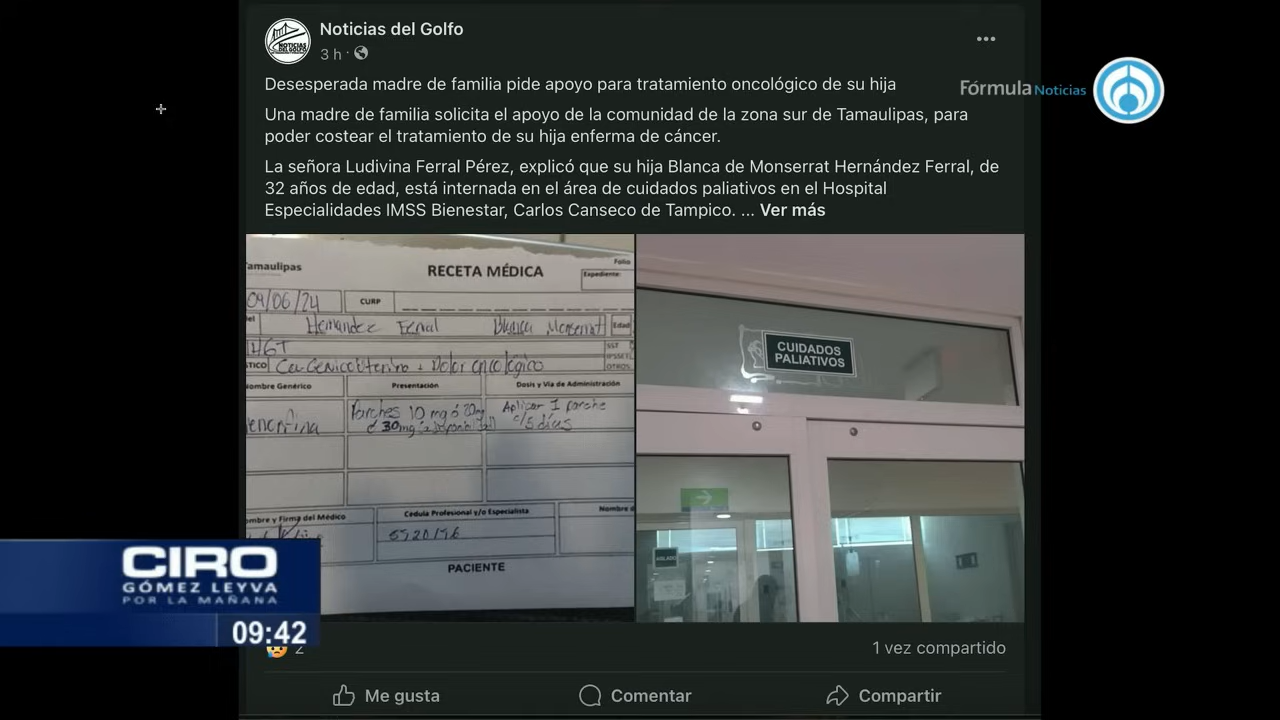 Noticias del Golfo
3 h
Desesperada madre de familia pide apoyo para tratamiento oncológico de su hija
Fórmula Noticias
Una madre de familia solicita el apoyo de la comunidad de la zona sur de Tamaulipas, para
poder costear el tratamiento de su hija enferma de cáncer.
La señora Ludivina Ferral Pérez, explicó que su hija Blanca de Monserrat Hernández Ferral, de
32 años de edad, está internada en el área de cuidados paliativos en el Hospital
Especialidades IMSS Bienestar, Carlos Canseco de Tampico. ... Ver más
Tamaulipas
RECETA MÉDICA
Folio
Expediente:
09/06/24
CURP
Hernandez Ferral Blanca Monserrat
Edad
Dolor oncológico
Nombre Genérico
Presentación
Dosis y Vía de Administración
Parches 10 mg ó 20mg
ó 30mg
Aplicar 1 parche
c/5 días
Nombre y Firma del Médico
Cedula Profesional y/o Especialista
Nombre d
PACIENTE
CUIDADOS
PALIATIVOS
AISLADO
CIRO
GÓMEZ LEYVA
POR LA MAÑANA
09:42
2
1 vez compartido
Me gusta
Comentar
Compartir